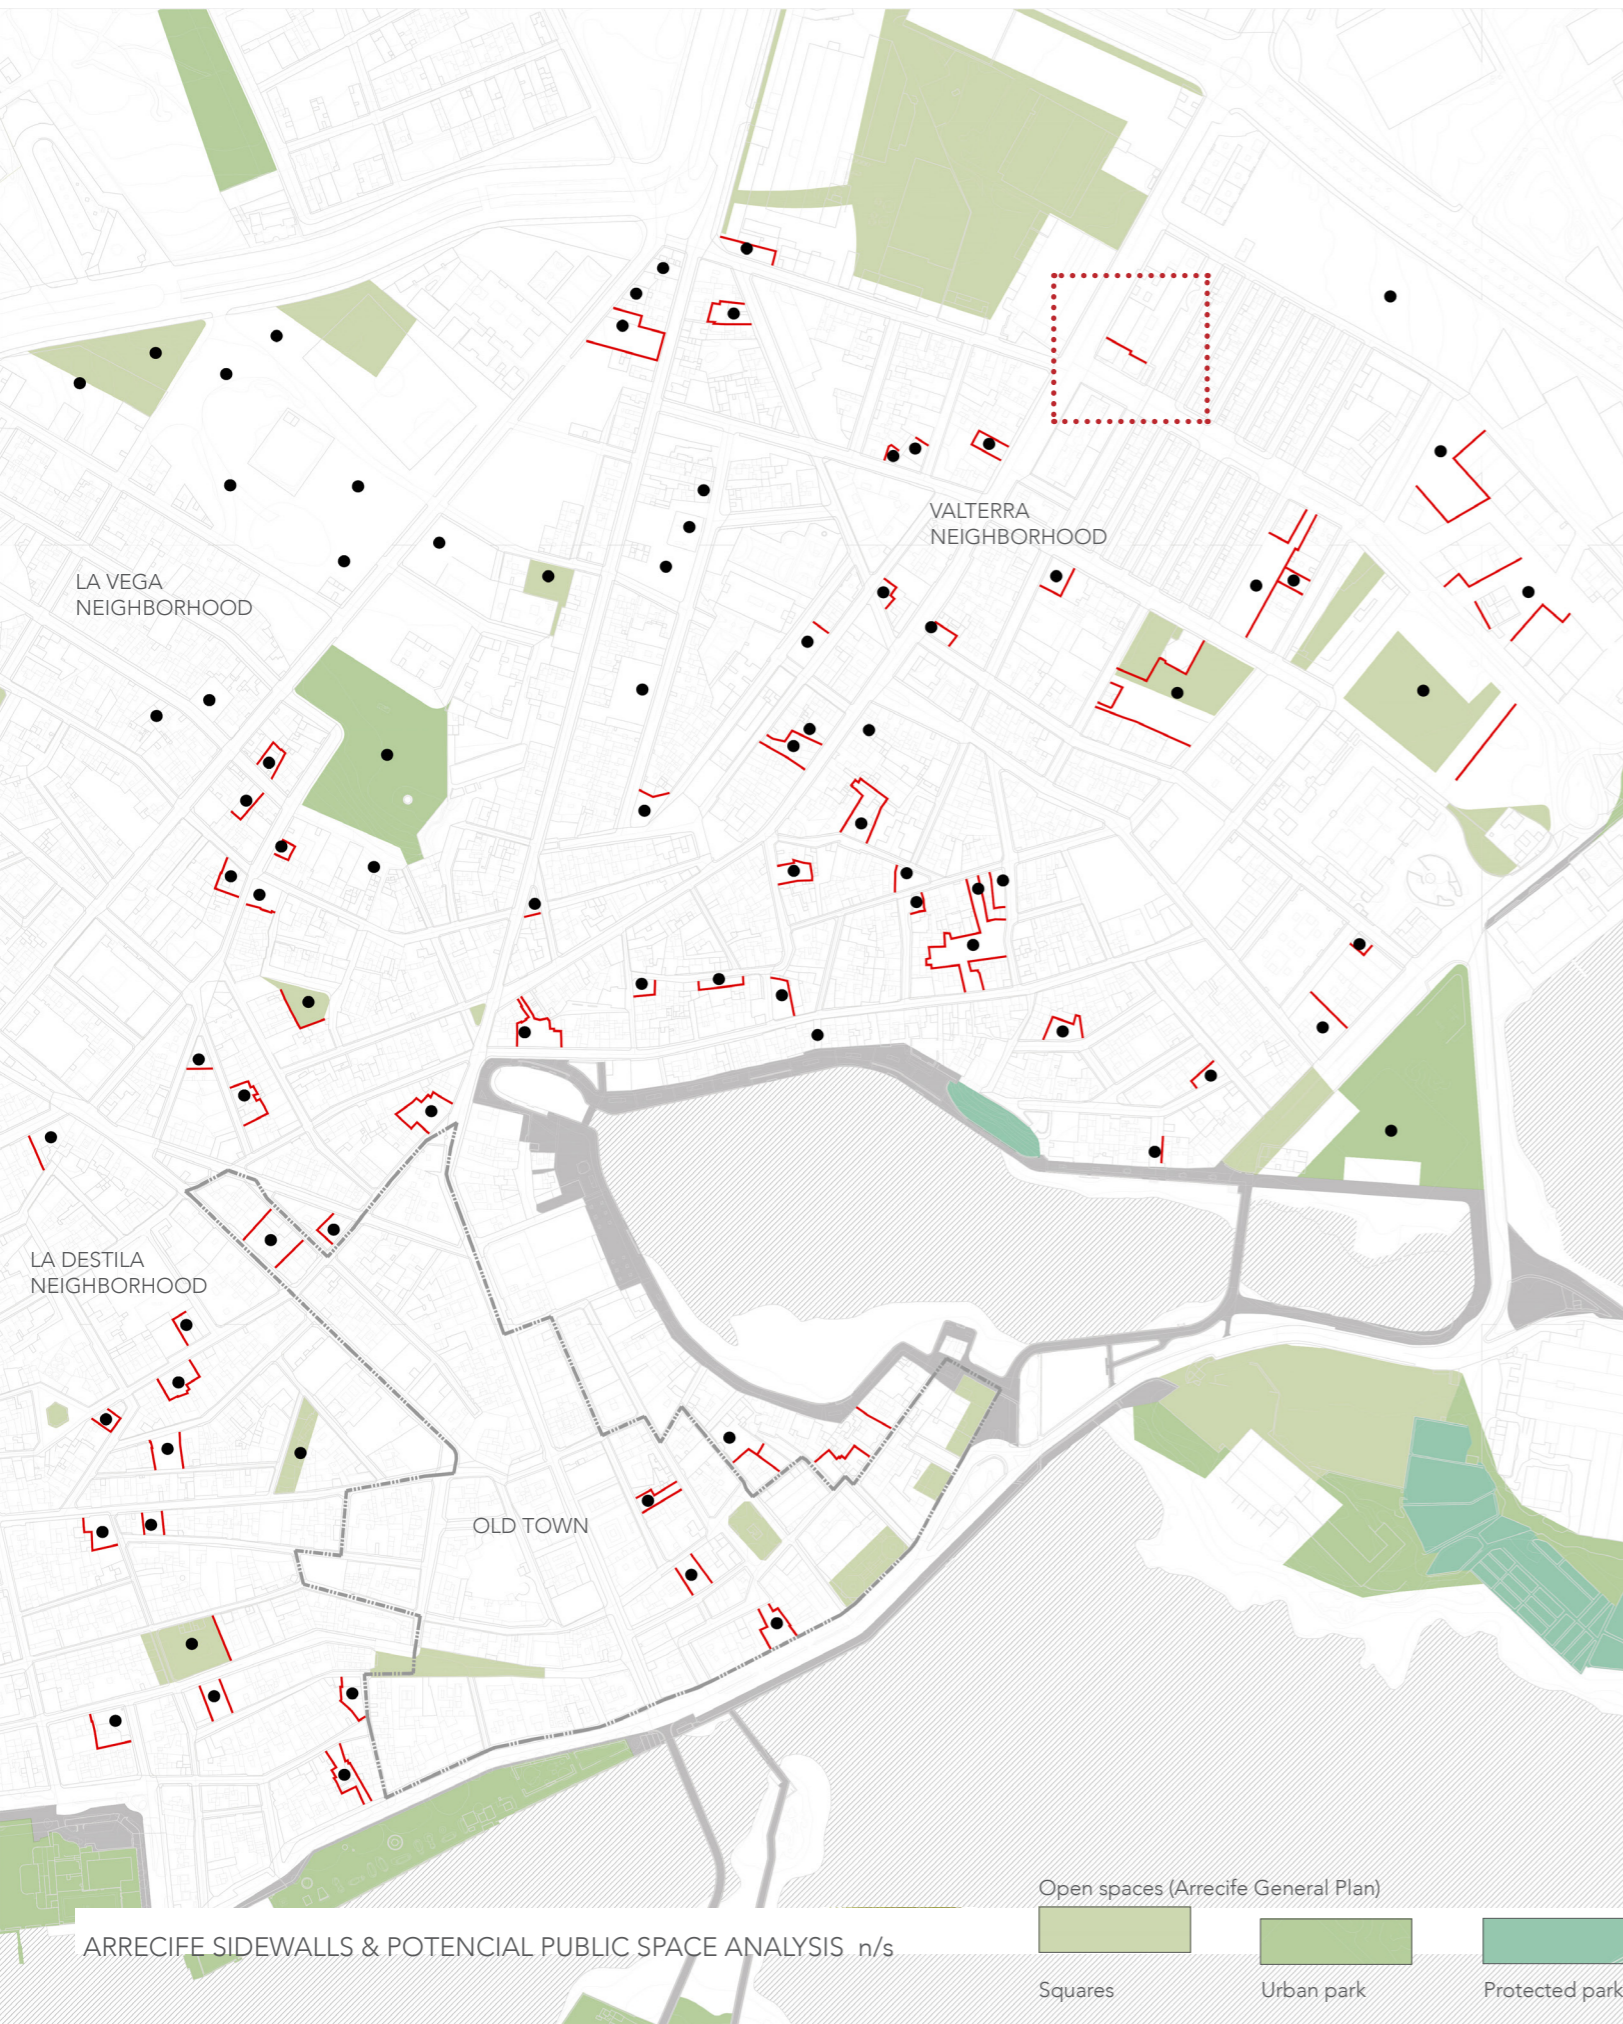 VALTERRA
NEIGHBORHOOD
LA VEGA
NEIGHBORHOOD
LA DESTILA
NEIGHBORHOOD
OLD TOWN
Open spaces (Arrecife General Plan)
ARRECIFE SIDEWALLS & POTENCIAL PUBLIC SPACE ANALYSIS n/s
Squares
Urban park
Protected park